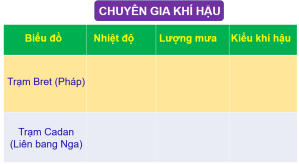 CHUYÊN GIA KHÍ HẬU
Biểu đồ Nhiệt độ Lượng mưa Kiểu khí hậu
Trạm Bret (Pháp)
Trạm Cadan
(Liên bang Nga)